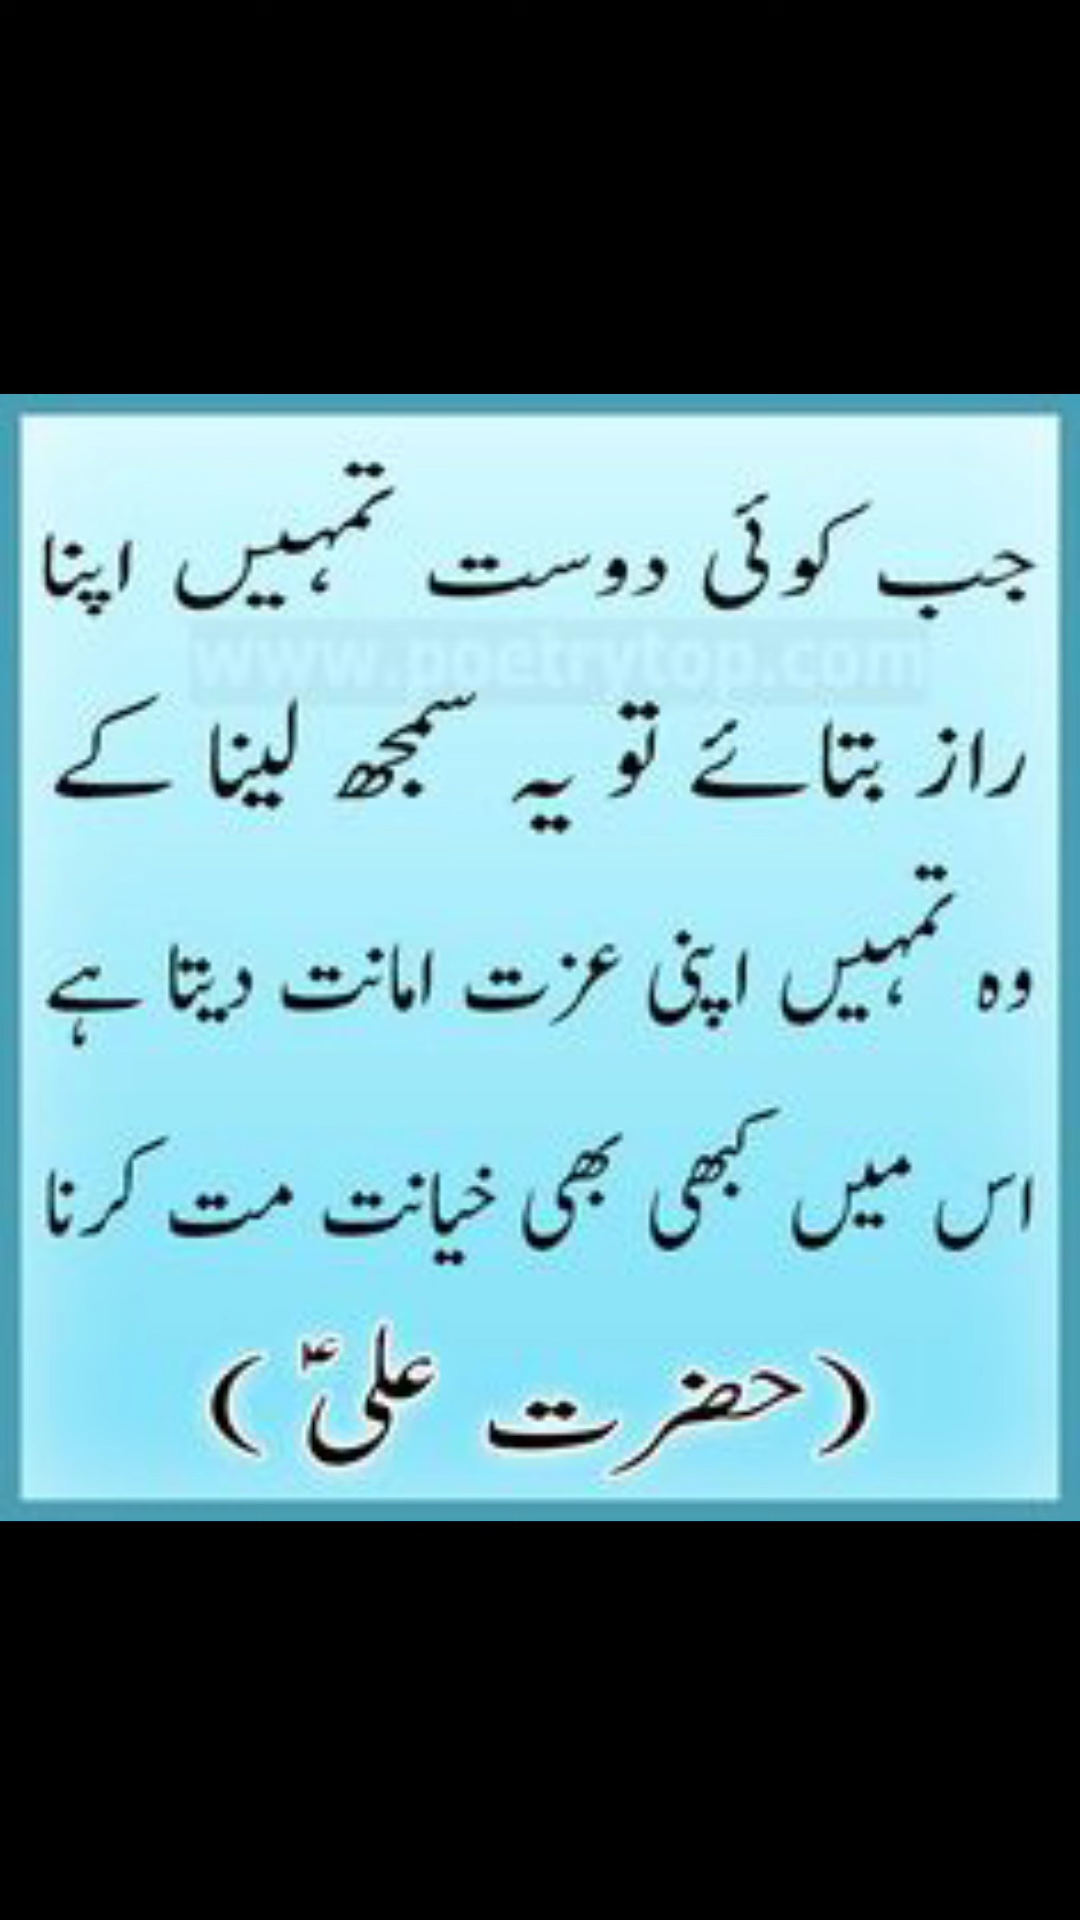 جب کوئی دوست تمہیں اپنا
www.poetrytop.com
راز بتائے تو یہ سمجھ لینا کے
وہ تمہیں اپنی عزت امانت دیتا ہے
اس میں کبھی بھی خیانت مت کرنا
(حضرت علیؑ)